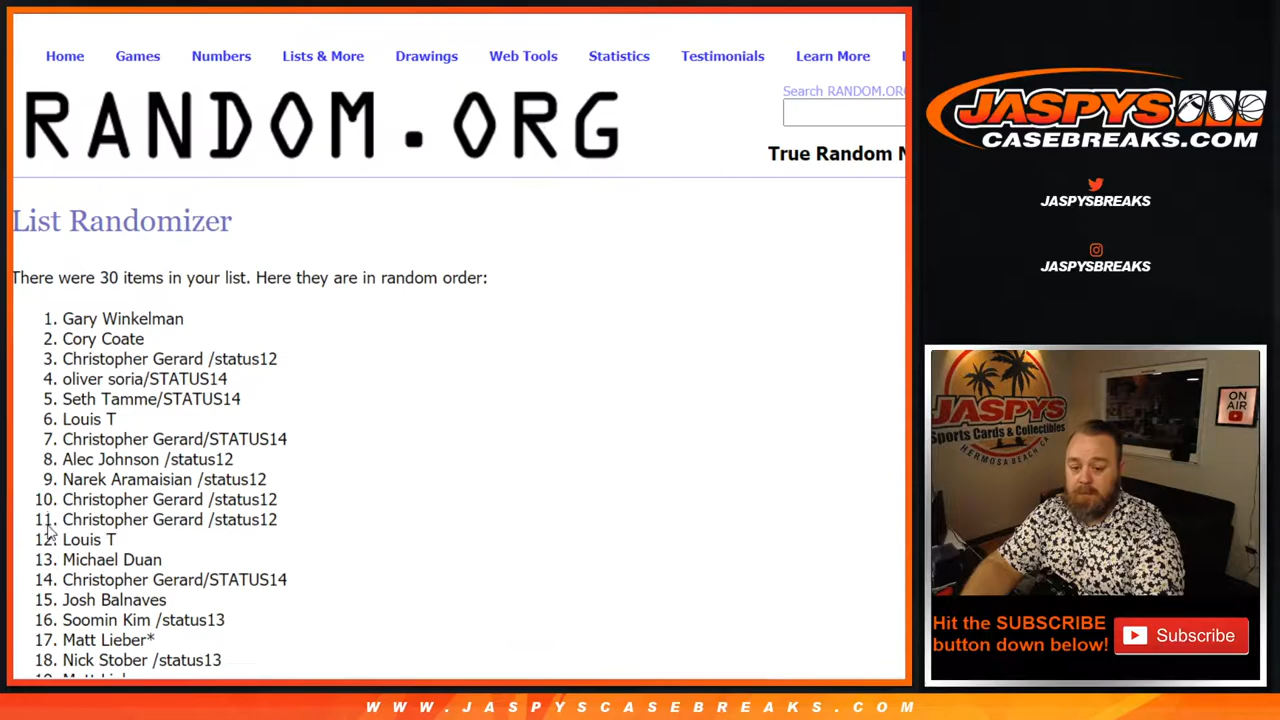 Home Games Numbers Lists & More Drawings Web Tools Statistics Testimonials Learn More
Search RANDOM.ORG
RANDOM.ORG
True Random N
List Randomizer
There were 30 items in your list. Here they are in random order:
1. Gary Winkelman
2. Cory Coate
3. Christopher Gerard /status12
4. oliver soria/STATUS14
5. Seth Tamme/STATUS14
6. Louis T
7. Christopher Gerard/STATUS14
8. Alec Johnson /status12
9. Narek Aramaisian /status12
10. Christopher Gerard /status12
11. Christopher Gerard /status12
12. Louis T
13. Michael Duan
14. Christopher Gerard/STATUS14
15. Josh Balnaves
16. Soomin Kim /status13
17. Matt Lieber*
18. Nick Stober /status13
JASPYS
CASEBREAKS.COM
JASPYSBREAKS
JASPYSBREAKS
JASPYS
Sports Cards & Collectibles
HERMOSA BEACH CA
ON
AIR
Hit the SUBSCRIBE
button down below!
Subscribe
WWW.JASPYSCASEBREAKS.COM